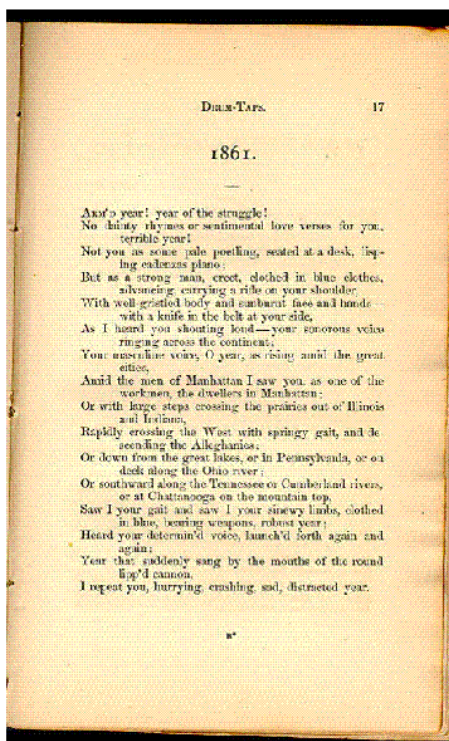 Drum-Taps. 17
1861.
Arm'd year! year of the struggle!
No dainty rhymes or sentimental love verses for you,
terrible year!
Not you as some pale poetling, seated at a desk, lisp-
ing cadenzas piano;
But as a strong man, erect, clothed in blue clothes,
advancing, carrying a rifle on your shoulder,
With well-gristled body and sunburnt face and hands—
with a knife in the belt at your side,
As I heard you shouting loud—your sonorous voice
ringing across the continent;
Your masculine voice, O year, as rising amid the great
cities,
Amid the men of Manhattan I saw you, as one of the
workmen, the dwellers in Manhattan;
Or with large steps crossing the prairies out of Illinois
and Indiana,
Rapidly crossing the West with springy gait, and de-
scending the Alleghanies;
Or down from the great lakes, or in Pennsylvania, or on
deck along the Ohio river;
Or southward along the Tennessee or Cumberland rivers,
or at Chattanooga on the mountain top,
Saw I your gait and saw I your sinewy limbs, clothed
in blue, bearing weapons, robust year;
Heard your determin'd voice, launch'd forth again and
again;
Year that suddenly sang by the mouths of the round
lipp'd cannon,
I repeat you, hurrying, crashing, sad, distracted year.
B*